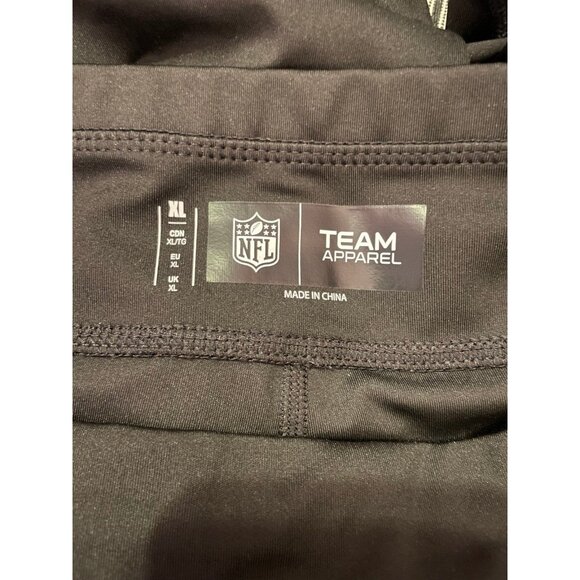 XL
CDN
XL/TG
EU
XL
UK
XL
NFL
TEAM
APPAREL
MADE IN CHINA